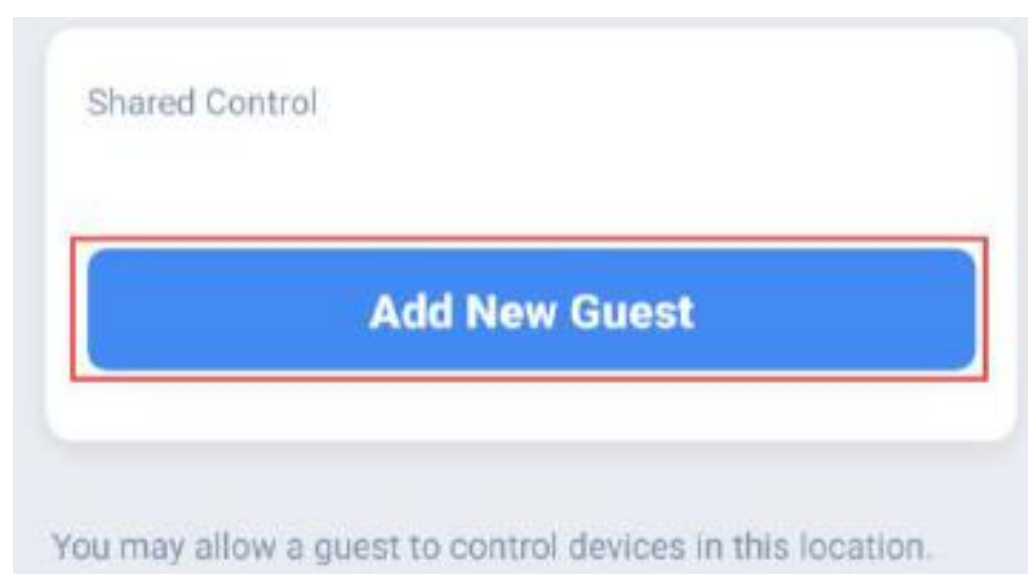 Shared Control
Add New Guest
You may allow a guest to control devices in this location.